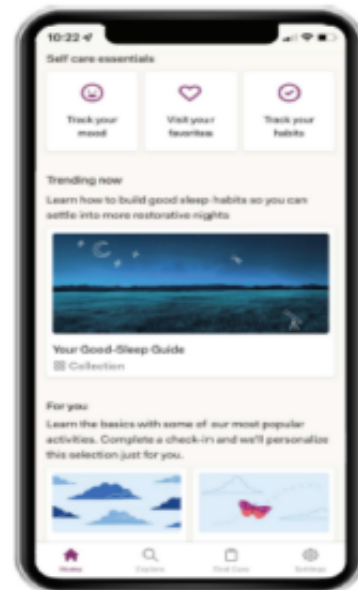 10:22
Self care essentials
Track your mood
Visit your favorites
Track your habits
Trending now
Learn how to build good sleep habits so you can
settle into more restorative nights
Your Good-Sleep Guide
Collection
For you
Learn the basics with some of our most popular
activities. Complete a check-in and we'll personalize
this selection just for you.
Home
Explore
Find Care
Settings